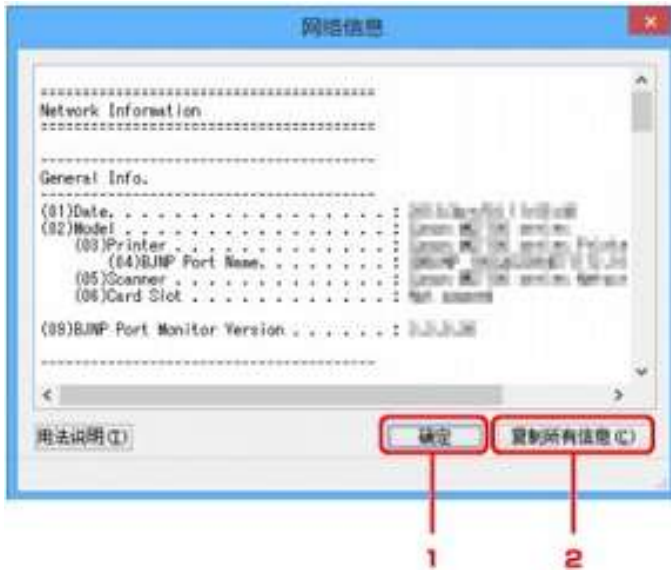 网络信息
Network Information
General Info.
(01)Date. . . . . . . . . . . . . . . . :
(02)Model . . . . . . . . . . . . . . . :
(03)Printer . . . . . . . . . . . . . :
(04)BJNP Port Name. . . . . . . . . :
(05)Scanner . . . . . . . . . . . . . :
(06)Card Slot . . . . . . . . . . . . :
(09)BJNP Port Monitor Version . . . . . . :
用法说明(I) 确定 复制所有信息(C)
1 2